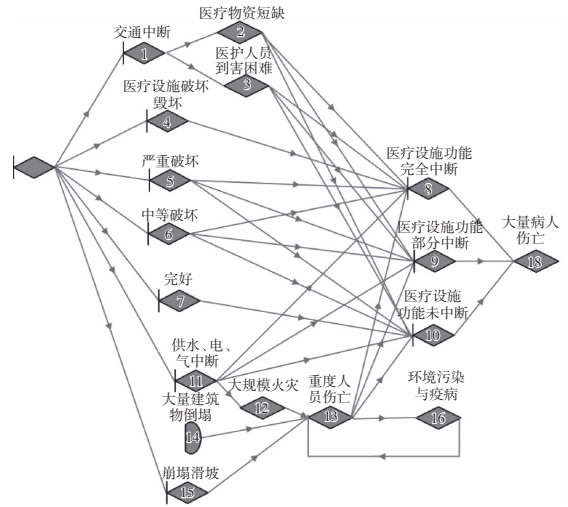 医疗物资短缺
2
交通中断
1
医护人员
到害困难
3
医疗设施破坏
毁坏
4
严重破坏
5
医疗设施功能
完全中断
8
中等破坏
6
医疗设施功能
部分中断
9
大量病人
伤亡
18
完好
7
医疗设施
功能未中断
10
供水、电、
气中断
11
大规模火灾
12
重度人
员伤亡
13
环境污染
与疫病
16
大量建筑
物倒塌
14
崩塌滑坡
15